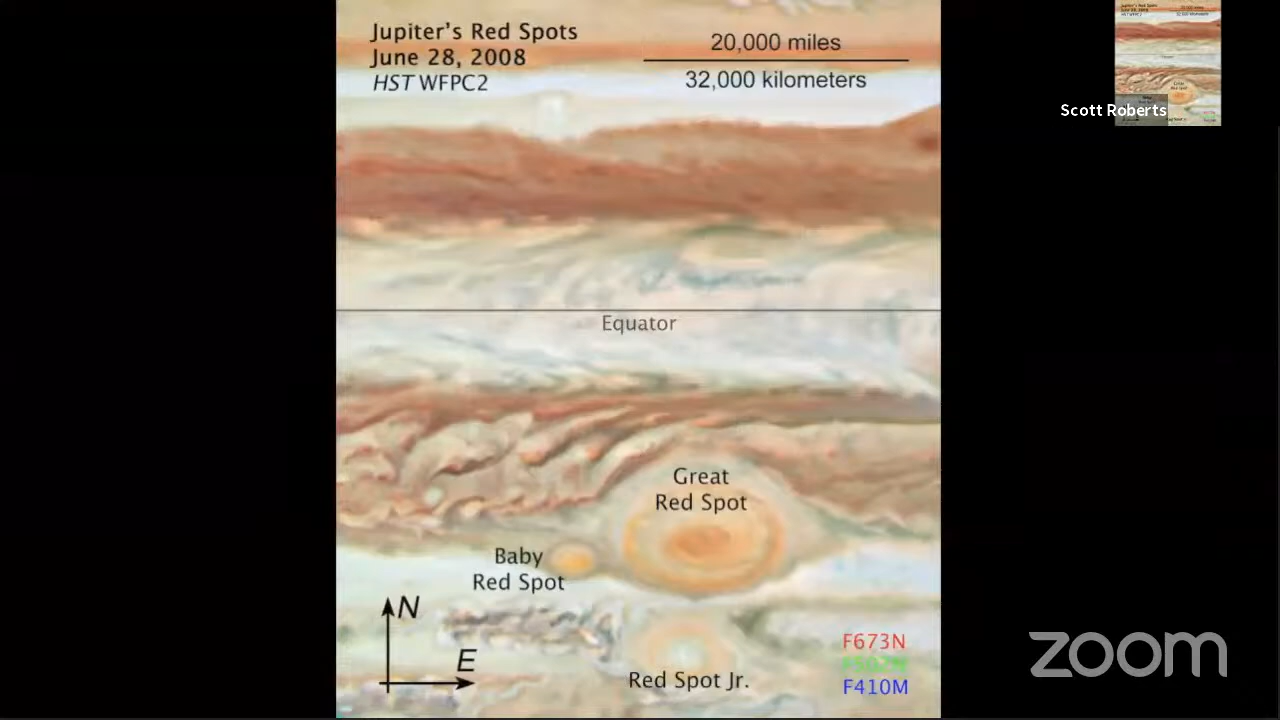 Jupiter's Red Spots
June 28, 2008
HST WFPC2
20,000 miles
32,000 kilometers
Scott Roberts
Equator
Great
Red Spot
Baby
Red Spot
N
E
Red Spot Jr.
F673N
F502N
F410M
zoom